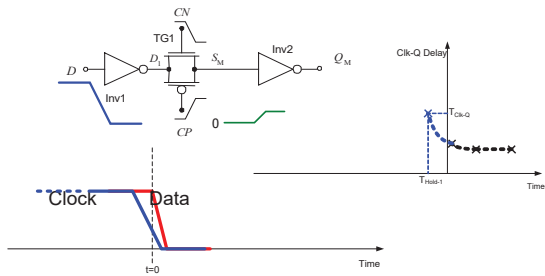 CN
TG1
Inv2
D
D1
SM
QM
Inv1
CP
0
Clk-Q Delay
TClk-Q
THold-1
Time
Clock
Data
t=0
Time